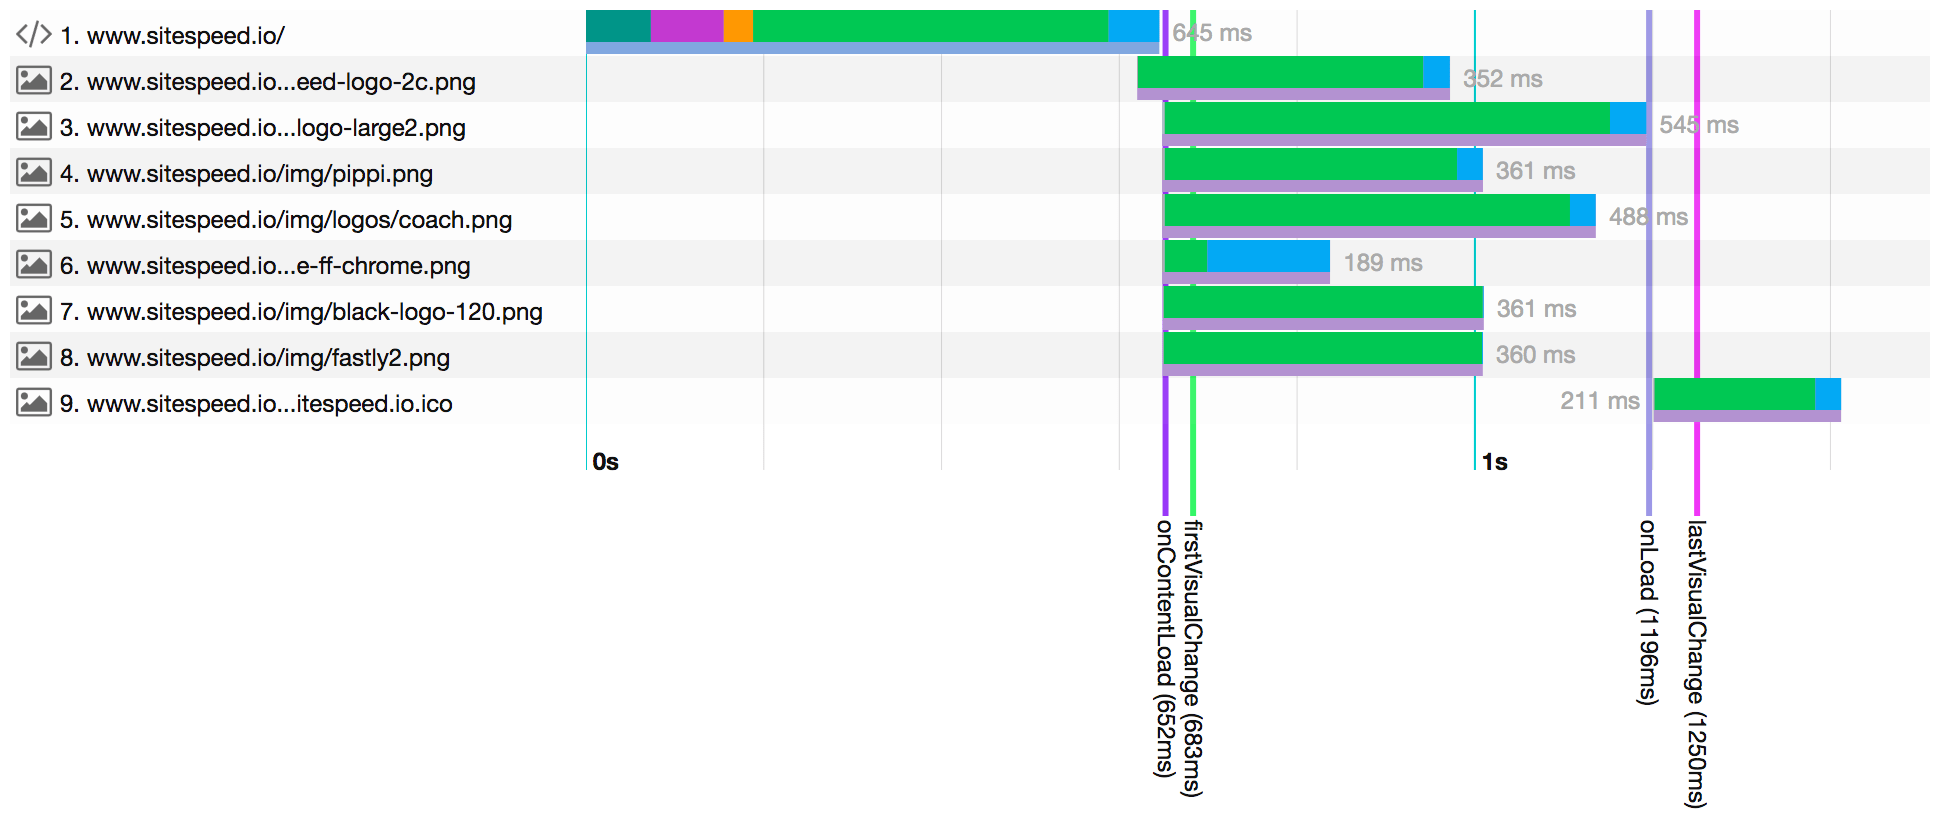 1. www.sitespeed.io/
645 ms
2. www.sitespeed.io...eed-logo-2c.png
352 ms
3. www.sitespeed.io...logo-large2.png
545 ms
4. www.sitespeed.io/img/pippi.png
361 ms
5. www.sitespeed.io/img/logos/coach.png
488 ms
6. www.sitespeed.io...e-ff-chrome.png
189 ms
7. www.sitespeed.io/img/black-logo-120.png
361 ms
8. www.sitespeed.io/img/fastly2.png
360 ms
9. www.sitespeed.io...itespeed.io.ico
211 ms
0s
1s
onContentLoad (652ms)
firstVisualChange (683ms)
onLoad (1196ms)
lastVisualChange (1250ms)